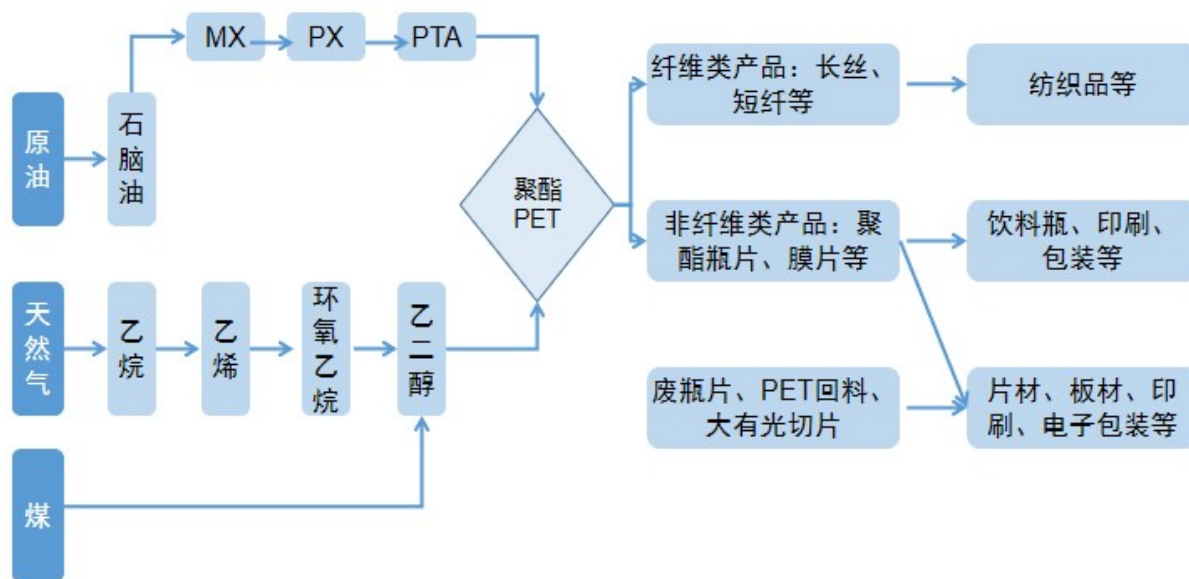 MX
PX
PTA
原油
石脑油
聚酯
PET
纤维类产品：长丝、
短纤等
纺织品等
非纤维类产品：聚
酯瓶片、膜片等
饮料瓶、印刷、
包装等
天然气
乙烷
乙烯
环氧乙烷
乙二醇
废瓶片、PET回料、
大有光切片
片材、板材、印
刷、电子包装等
煤